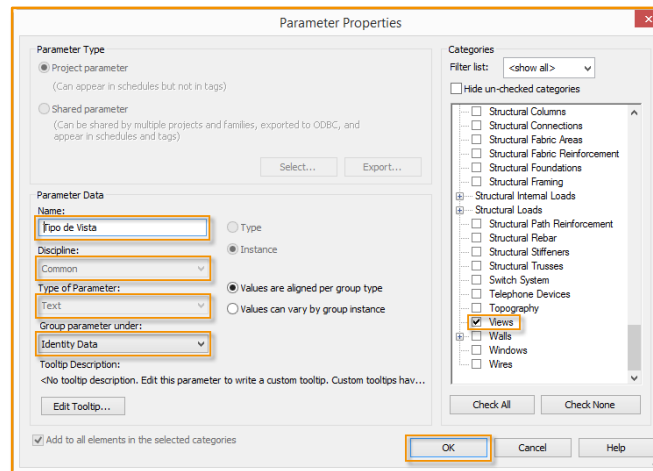 Parameter Properties
Parameter Type
Project parameter
(Can appear in schedules but not in tags)
Shared parameter
(Can be shared by multiple projects and families, exported to ODBC, and
appear in schedules and tags)
Select...
Export...
Parameter Data
Name:
Tipo de Vista
Type
Discipline:
Instance
Common
Type of Parameter:
Values are aligned per group type
Text
Values can vary by group instance
Group parameter under:
Identity Data
Tooltip Description:
<No tooltip description. Edit this parameter to write a custom tooltip. Custom tooltips hav...
Edit Tooltip...
Add to all elements in the selected categories
Categories
Filter list:
<show all>
Hide un-checked categories
Structural Columns
Structural Connections
Structural Fabric Areas
Structural Fabric Reinforcement
Structural Foundations
Structural Framing
Structural Internal Loads
Structural Loads
Structural Path Reinforcement
Structural Rebar
Structural Stiffeners
Structural Trusses
Switch System
Telephone Devices
Topography
Views
Walls
Windows
Wires
Check All
Check None
OK
Cancel
Help